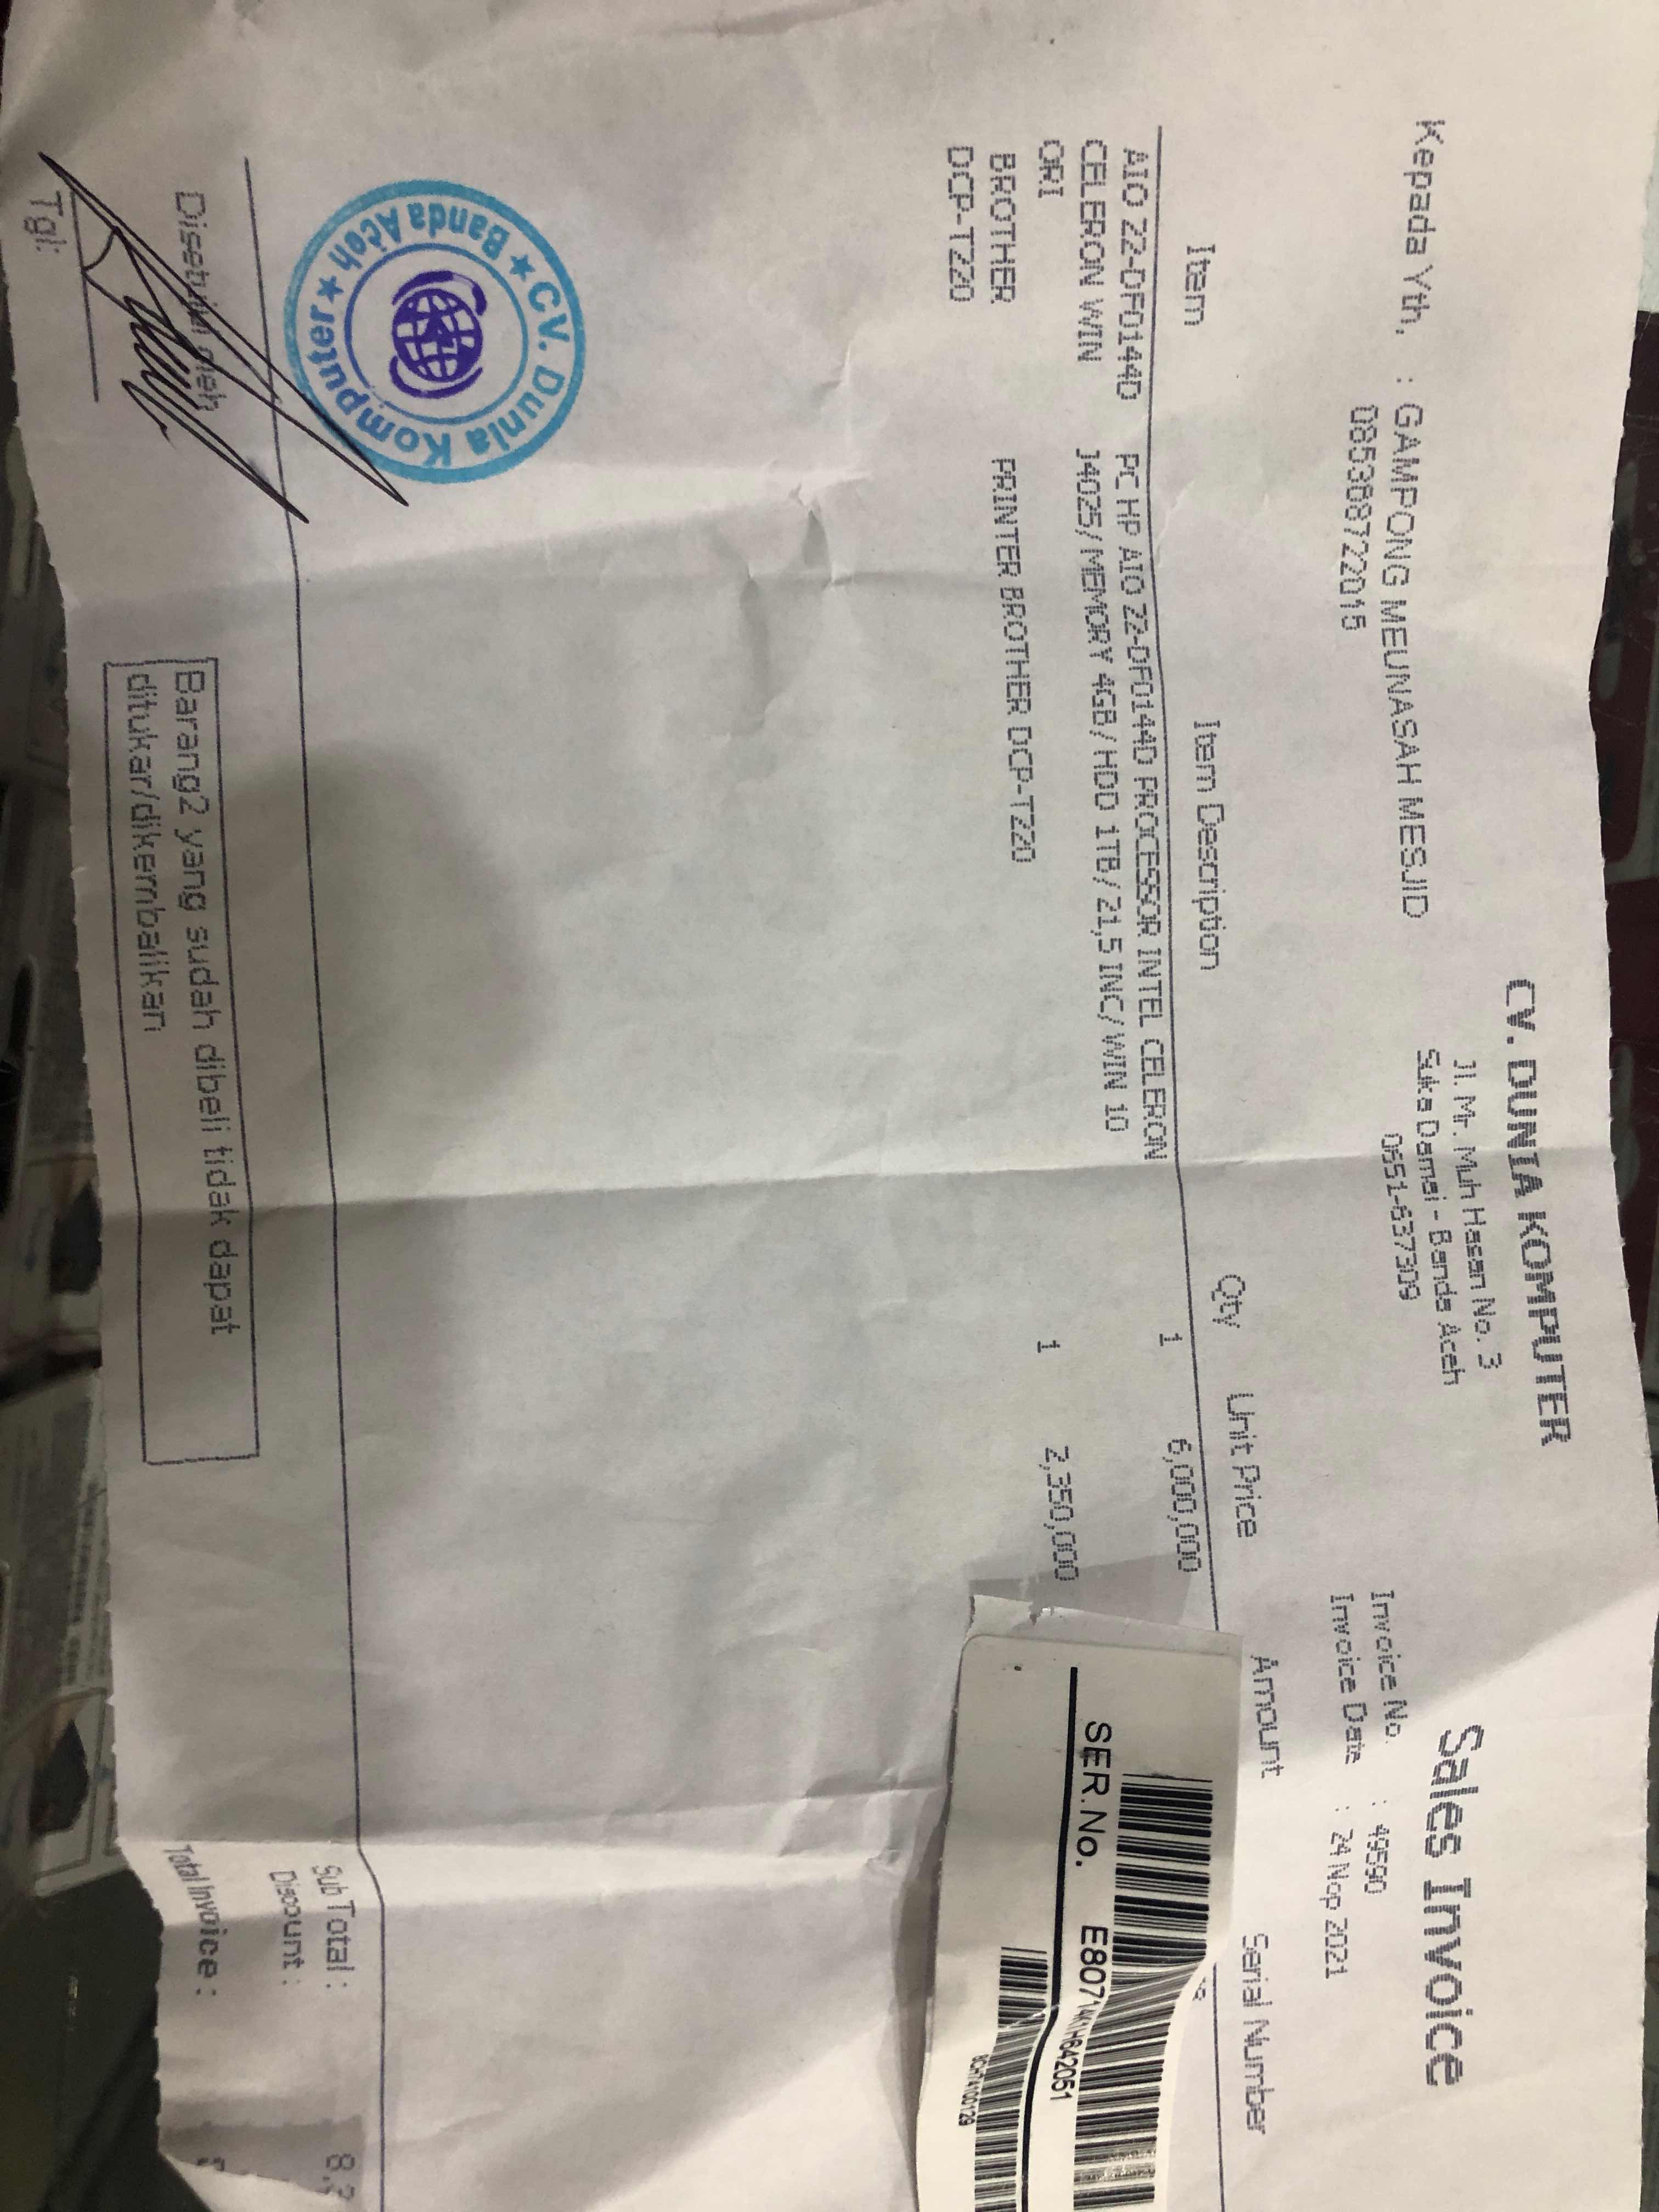 CV. DUNIA KOMPUTER
Jl. Mr. Muh Hasan No. 3
Suka Damai - Banda Aceh
0651-637309
Sales Invoice
Invoice No. : 49590
Invoice Date : 24 Nop 2021
Kepada Yth, : GAMPONG MEUNASAH MESJID
085388722015
Item Item Description Qty Unit Price Amount Serial Number
AIO 22-DF0144D PC HP AIO 22-DF0144D PROCESSOR INTEL CELERON 1 6,000,000
CELERON WIN J4025/MEMORY 4GB/HDD 1TB/21,5 INC/WIN 10
ORI
BROTHER PRINTER BROTHER DCP-T220 1 2,350,000
DCP-T220
SER.No. E80714K1H642051
CV. Dunia Komputer
Banda Aceh
Sub Total : 8,3
Discount :
Total Invoice :
Disetujui oleh
Tgl:
Barang2 yang sudah dibeli tidak dapat
ditukar/dikembalikan